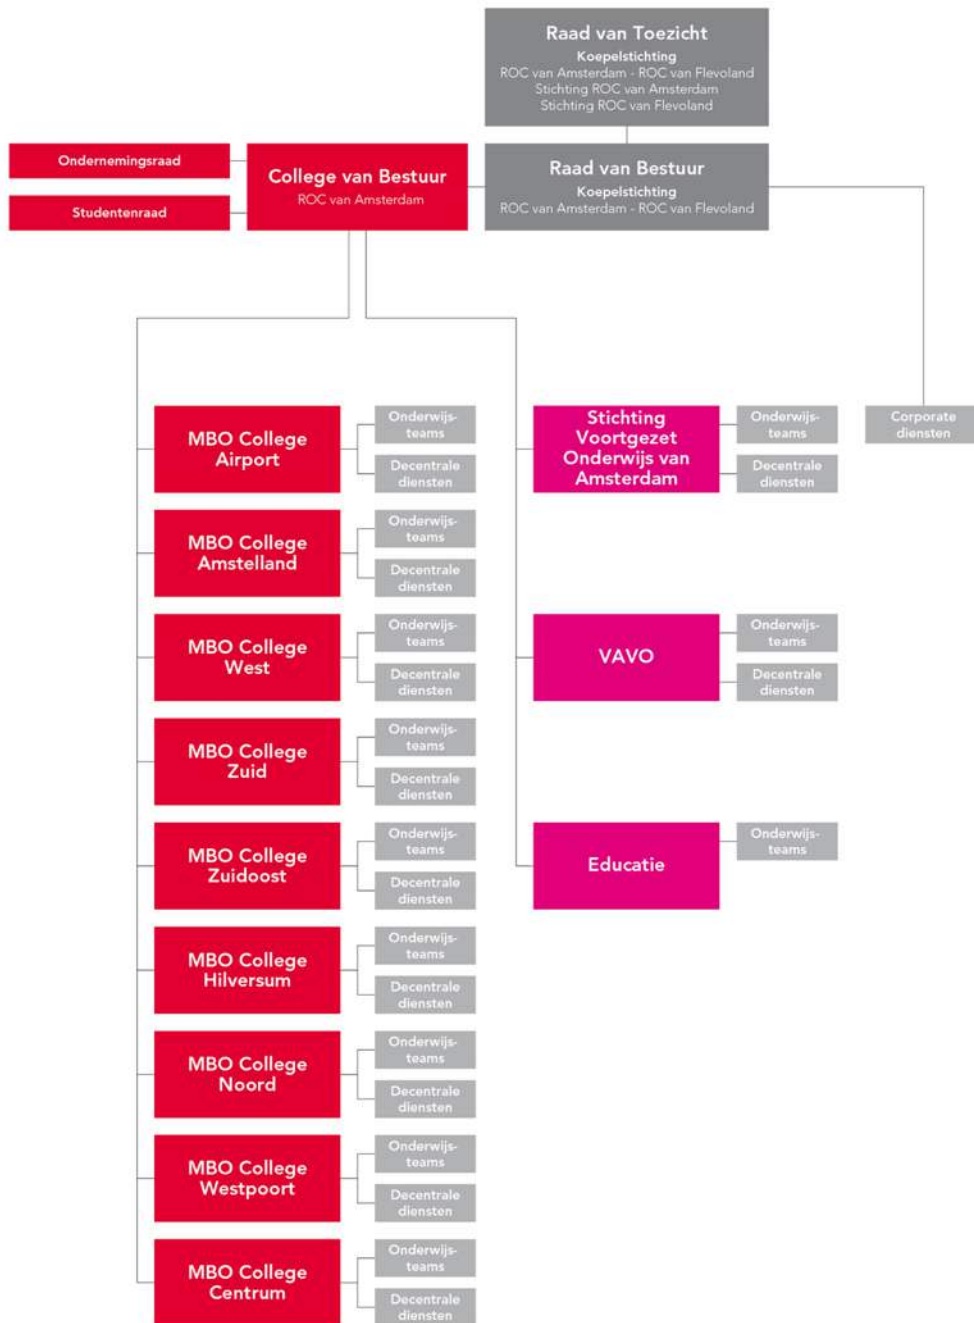 Raad van Toezicht
Koepelstichting
ROC van Amsterdam - ROC van Flevoland
Stichting ROC van Amsterdam
Stichting ROC van Flevoland
Ondernemingsraad
Studentenraad
College van Bestuur
ROC van Amsterdam
Raad van Bestuur
Koepelstichting
ROC van Amsterdam - ROC van Flevoland
MBO College
Airport
Onderwijs-
teams
Decentrale
diensten
MBO College
Amstelland
Onderwijs-
teams
Decentrale
diensten
MBO College
West
Onderwijs-
teams
Decentrale
diensten
MBO College
Zuid
Onderwijs-
teams
Decentrale
diensten
MBO College
Zuidoost
Onderwijs-
teams
Decentrale
diensten
MBO College
Hilversum
Onderwijs-
teams
Decentrale
diensten
MBO College
Noord
Onderwijs-
teams
Decentrale
diensten
MBO College
Westpoort
Onderwijs-
teams
Decentrale
diensten
MBO College
Centrum
Onderwijs-
teams
Decentrale
diensten
Stichting
Voortgezet
Onderwijs van
Amsterdam
Onderwijs-
teams
Decentrale
diensten
VAVO
Onderwijs-
teams
Decentrale
diensten
Educatie
Onderwijs-
teams
Corporate
diensten